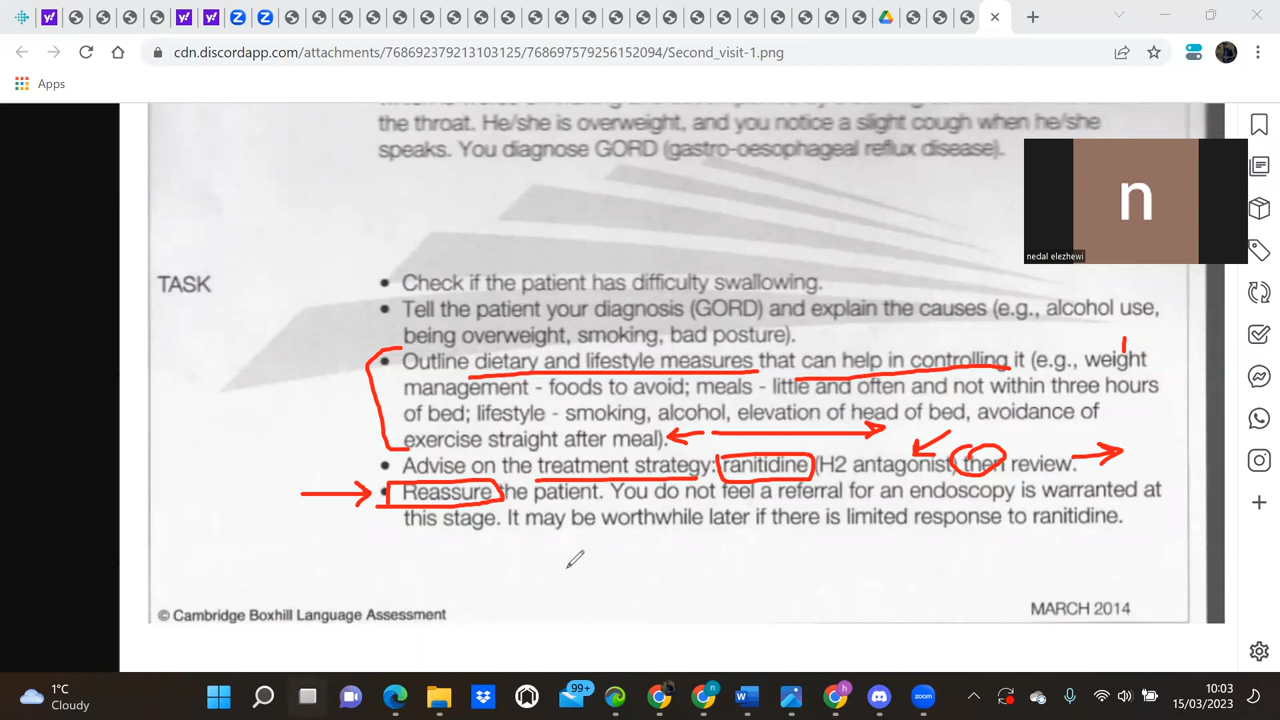 cdn.discordapp.com/attachments/768692379213103125/768697579256152094/Second_visit-1.png
Apps
the throat. He/she is overweight, and you notice a slight cough when he/she
speaks. You diagnose GORD (gastro-oesophageal reflux disease).
n
nedal elezhewi
TASK
• Check if the patient has difficulty swallowing.
• Tell the patient your diagnosis (GORD) and explain the causes (e.g., alcohol use,
being overweight, smoking, bad posture).
• Outline dietary and lifestyle measures that can help in controlling it (e.g., weight
management - foods to avoid; meals - little and often and not within three hours
of bed; lifestyle - smoking, alcohol, elevation of head of bed, avoidance of
exercise straight after meal).
• Advise on the treatment strategy: ranitidine (H2 antagonist) then review.
• Reassure the patient. You do not feel a referral for an endoscopy is warranted at
this stage. It may be worthwhile later if there is limited response to ranitidine.
© Cambridge Boxhill Language Assessment
MARCH 2014
1°C
Cloudy
99+
zoom
10:03
15/03/2023